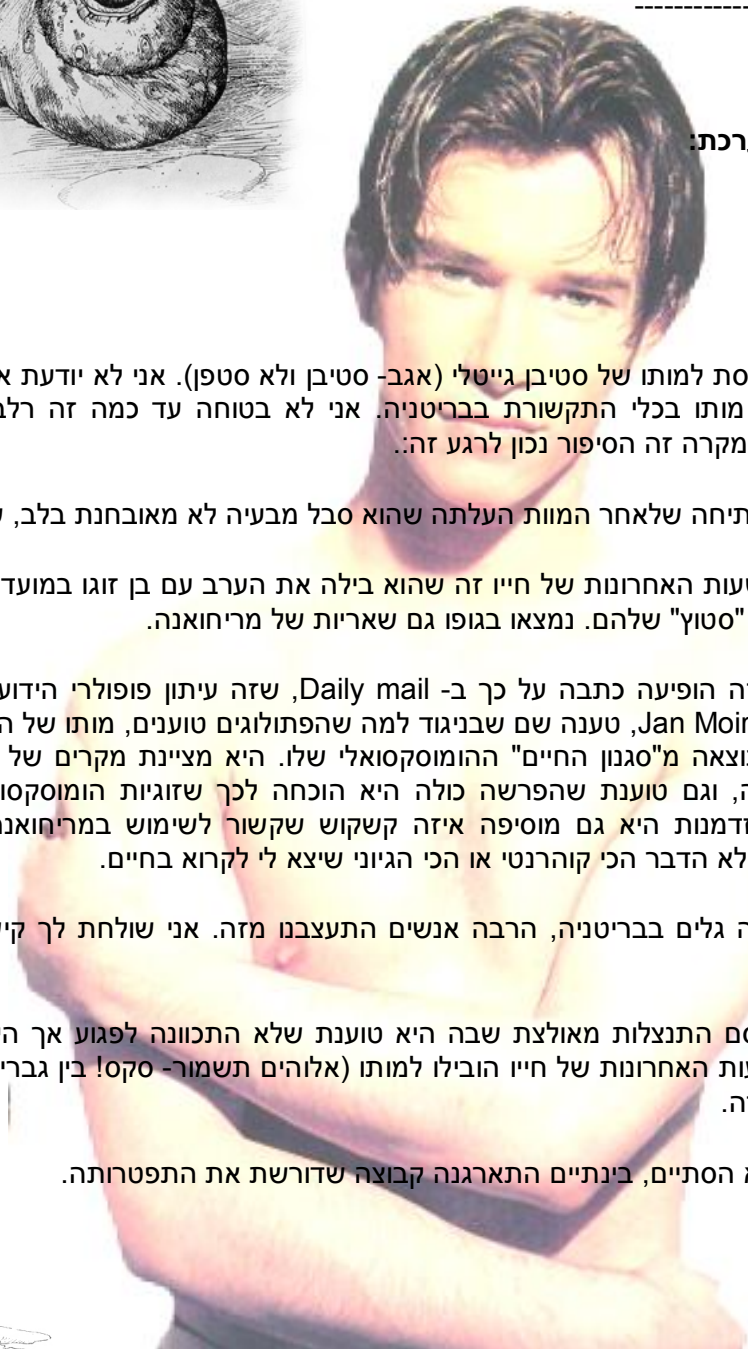 ---------------
רכת:
סת למותו של סטיבן גייטלי (אגב- סטיבן ולא סטפן). אני לא יודעת א
מותו בכלי התקשורת בבריטניה. אני לא בטוחה עד כמה זה רלב
מקרה זה הסיפור נכון לרגע זה:.
תיחה שלאחר המוות העלתה שהוא סבל מבעיה לא מאובחנת בלב, ש
עות האחרונות של חייו זה שהוא בילה את הערב עם בן זוגו במועד
"סטוץ" שלהם. נמצאו בגופו גם שאריות של מריחואנה.
ה הופיעה כתבה על כך ב- Daily mail, שזה עיתון פופולרי הידוע
Jan Moir, טענה שם שבניגוד למה שהפתולוגים טוענים, מותו של ה
וצאה מ"סגנון החיים" ההומוסקסואלי שלו. היא מציינת מקרים של
ה, וגם טוענת שהפרשה כולה היא הוכחה לכך שזוגיות הומוסקסו
זדמנות היא גם מוסיפה איזה קשקוש שקשור לשימוש במריחואנה
לא הדבר הכי קוהרנטי או הכי הגיוני שיצא לי לקרוא בחיים.
ה גלים בבריטניה, הרבה אנשים התעצבנו מזה. אני שולחת לך קי
סם התנצלות מאולצת שבה היא טוענת שלא התכוונה לפגוע אך הי
ות האחרונות של חייו הובילו למותו (אלוהים תשמור- סקס! בין גברי
ה.
א הסתיים, בינתיים התארגנה קבוצה שדורשת את התפטרותה.